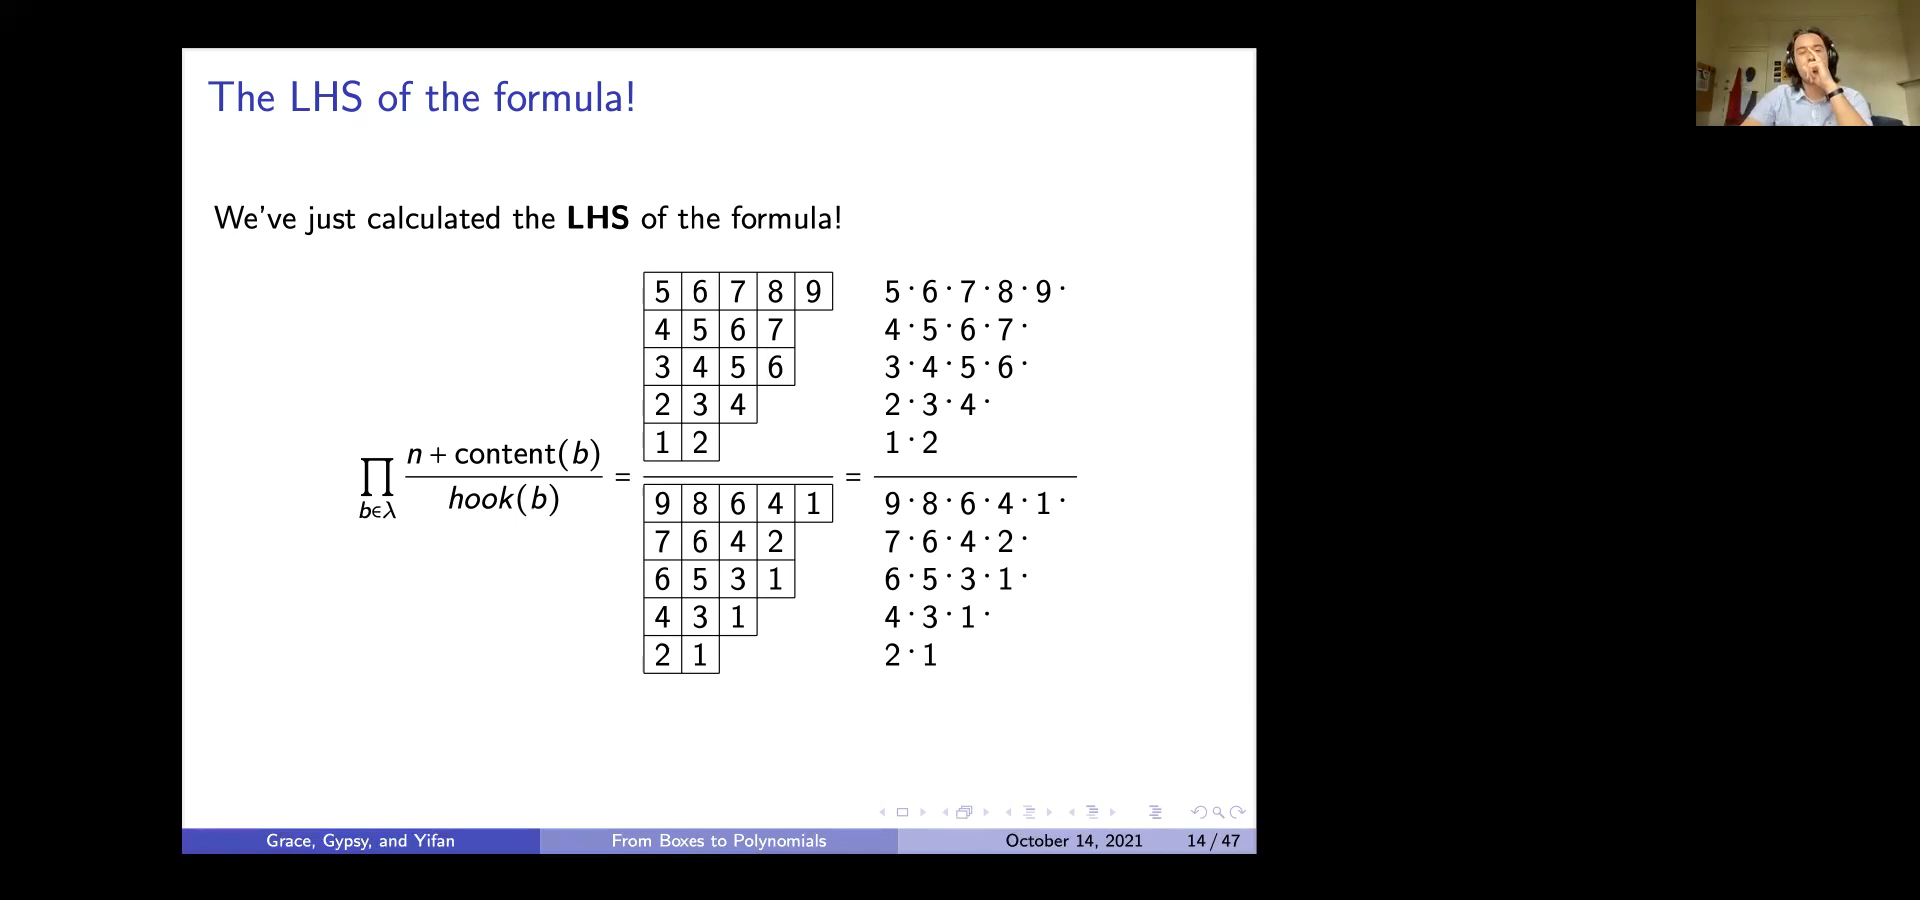 The LHS of the formula!
We've just calculated the LHS of the formula!
5 6 7 8 9
4 5 6 7
3 4 5 6
2 3 4
1 2
5 · 6 · 7 · 8 · 9 ·
4 · 5 · 6 · 7 ·
3 · 4 · 5 · 6 ·
2 · 3 · 4 ·
1 · 2
∏ b∈λ n + content(b) / hook(b) = =
9 8 6 4 1
7 6 4 2
6 5 3 1
4 3 1
2 1
9 · 8 · 6 · 4 · 1 ·
7 · 6 · 4 · 2 ·
6 · 5 · 3 · 1 ·
4 · 3 · 1 ·
2 · 1
Grace, Gypsy, and Yifan From Boxes to Polynomials October 14, 2021 14 / 47